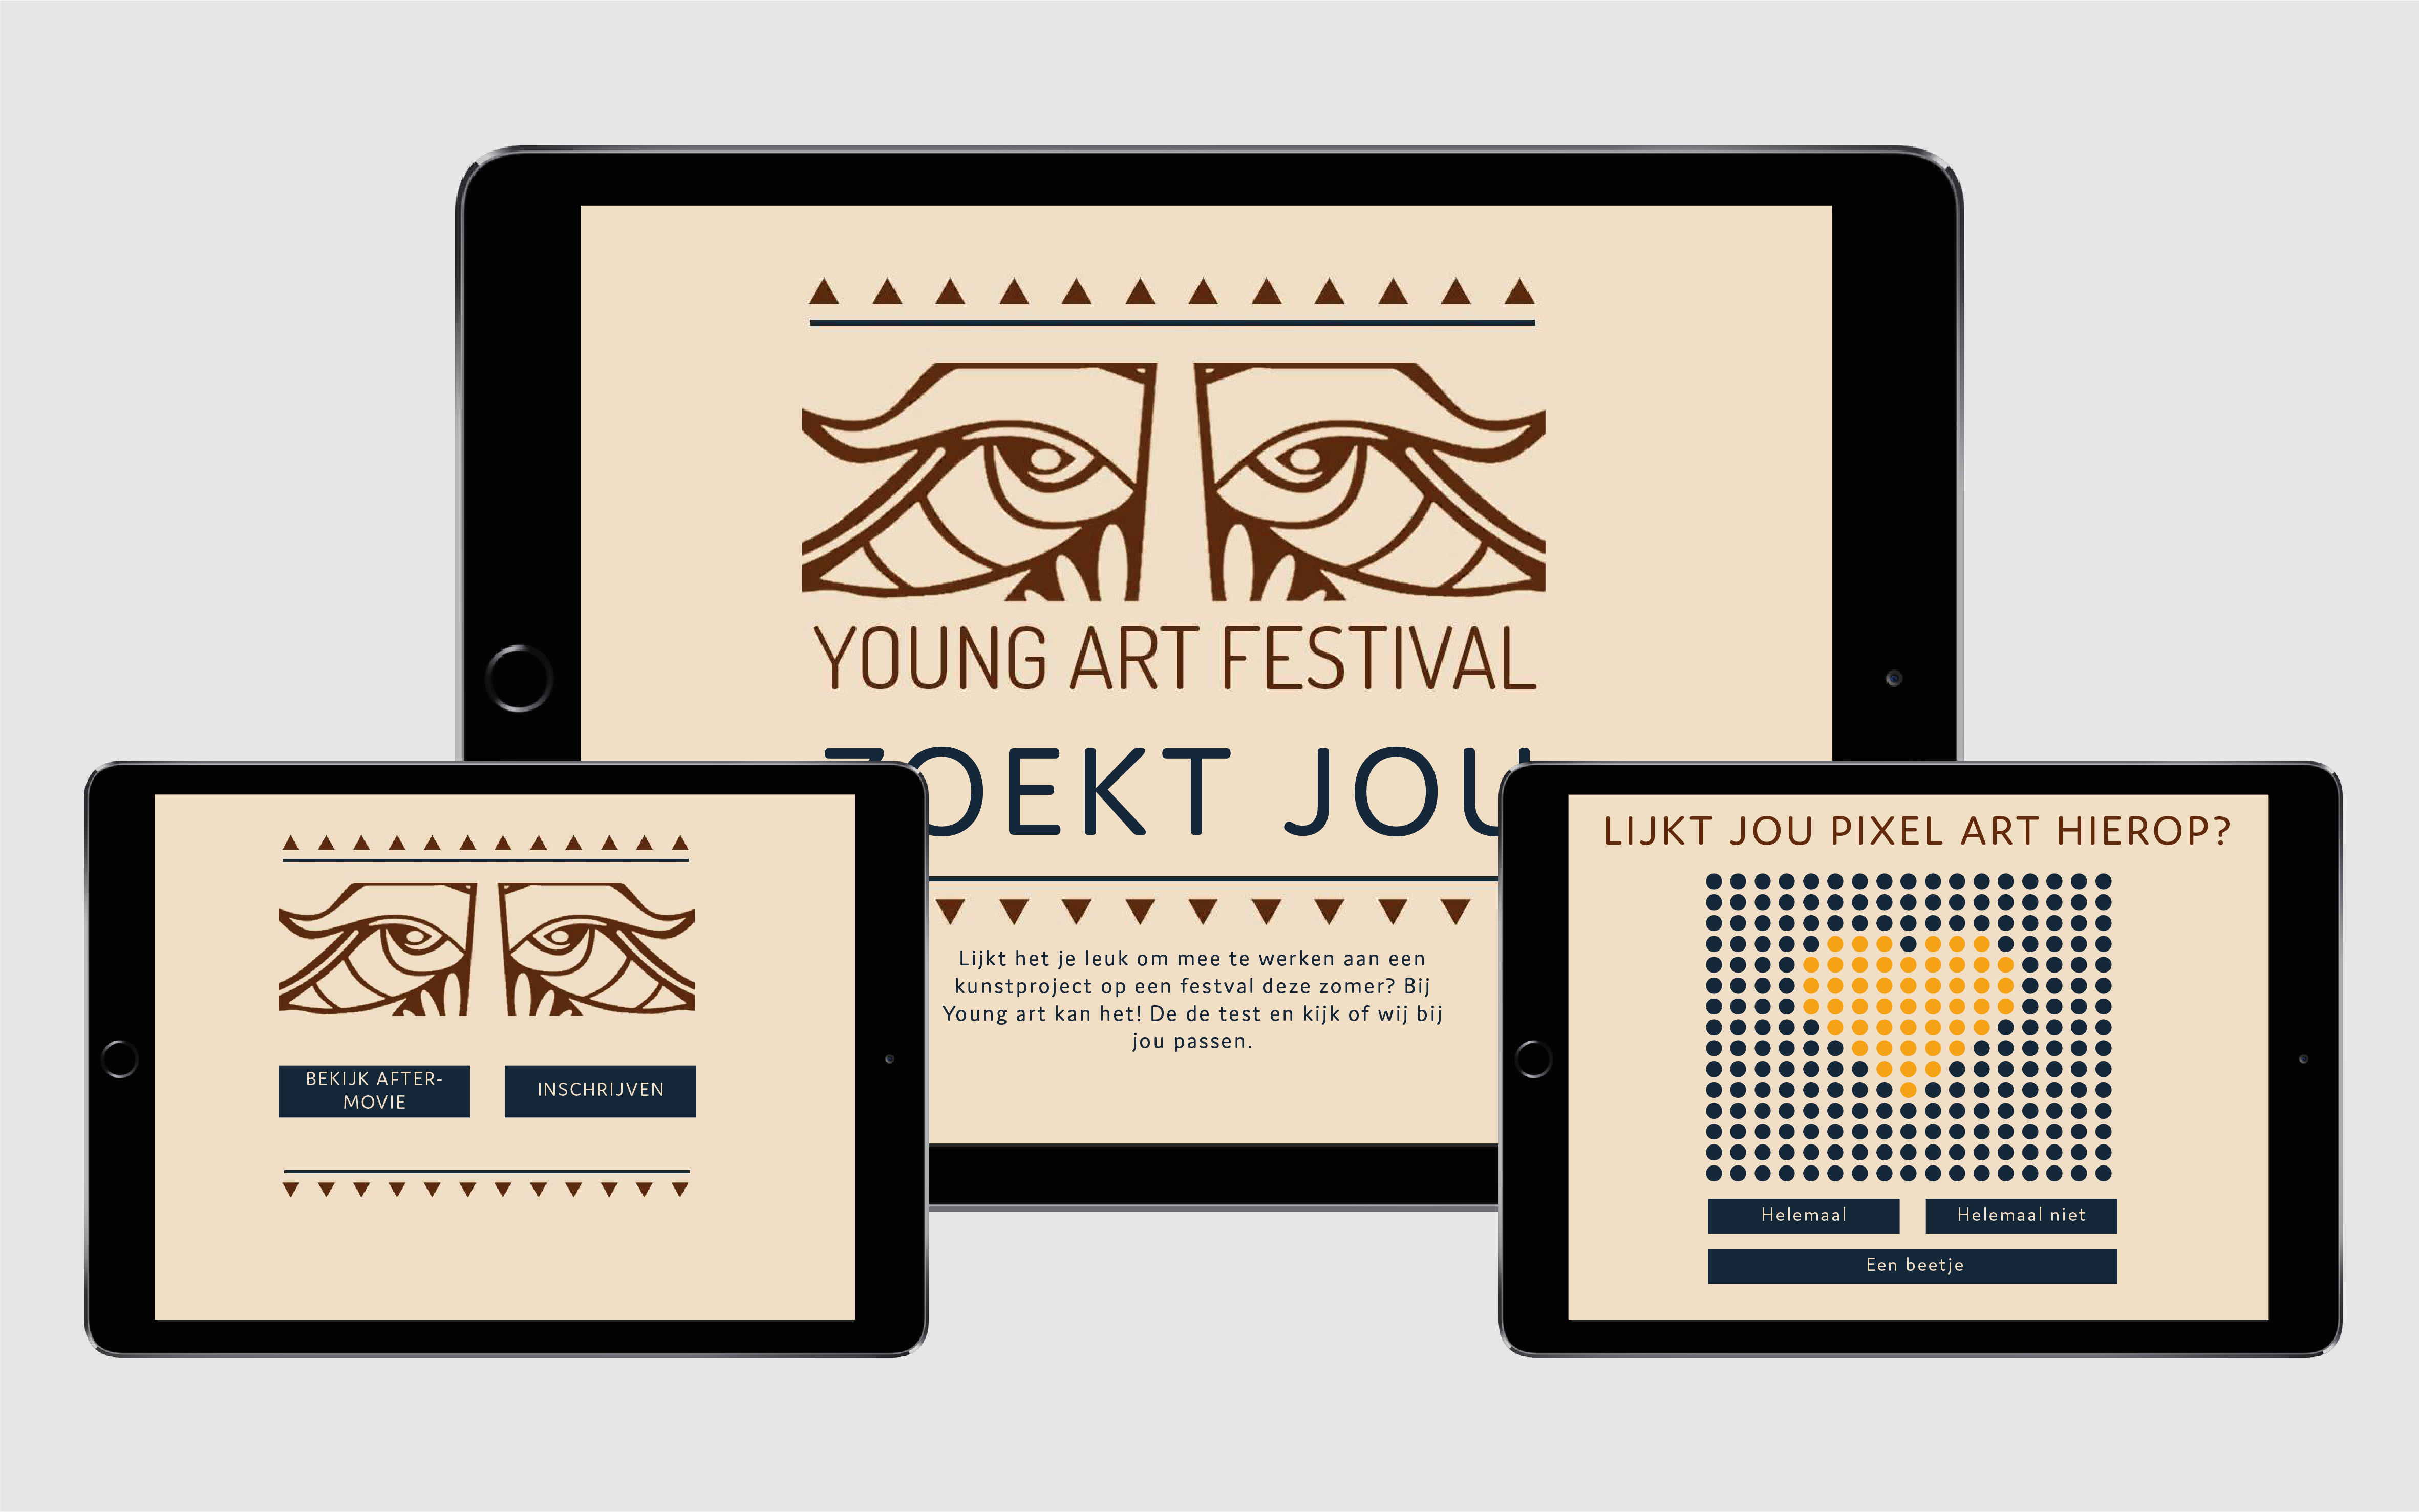 YOUNG ART FESTIVAL
ZOEKT JOU
Lijkt het je leuk om mee te werken aan een
kunstproject op een festval deze zomer? Bij
Young art kan het! De de test en kijk of wij bij
jou passen.
BEKIJK AFTER-
MOVIE
INSCHRIJVEN
LIJKT JOU PIXEL ART HIEROP?
Helemaal
Helemaal niet
Een beetje